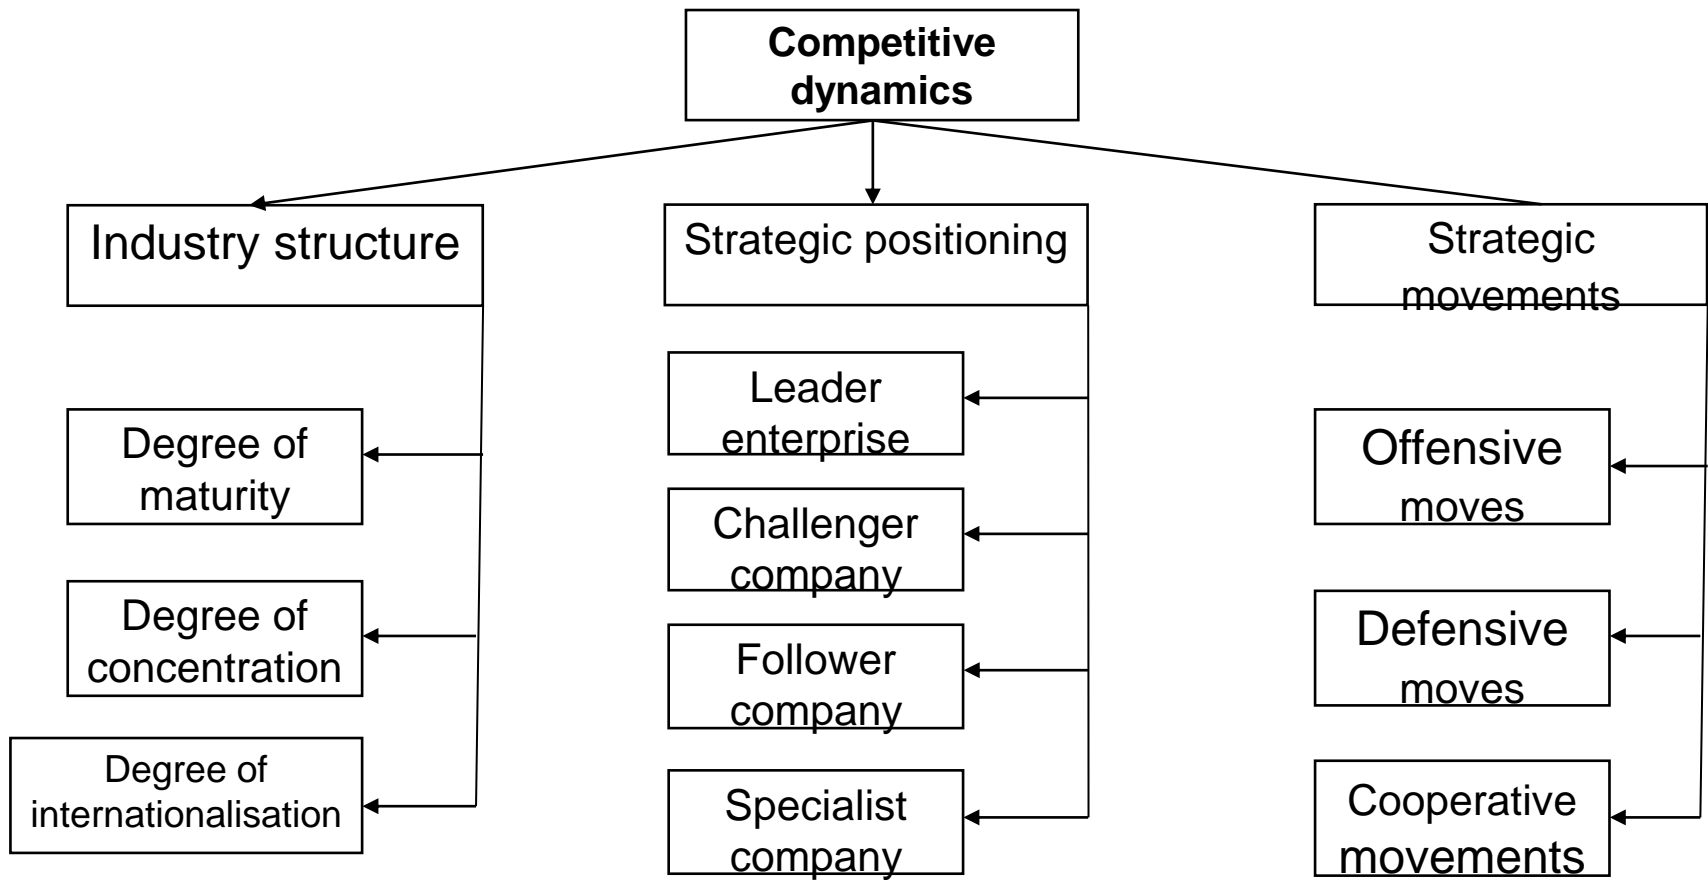 Competitive
dynamics
Industry structure
Degree of
maturity
Degree of
concentration
Degree of
internationalisation
Strategic positioning
Leader
enterprise
Challenger
company
Follower
company
Specialist
company
Strategic
movements
Offensive
moves
Defensive
moves
Cooperative
movements